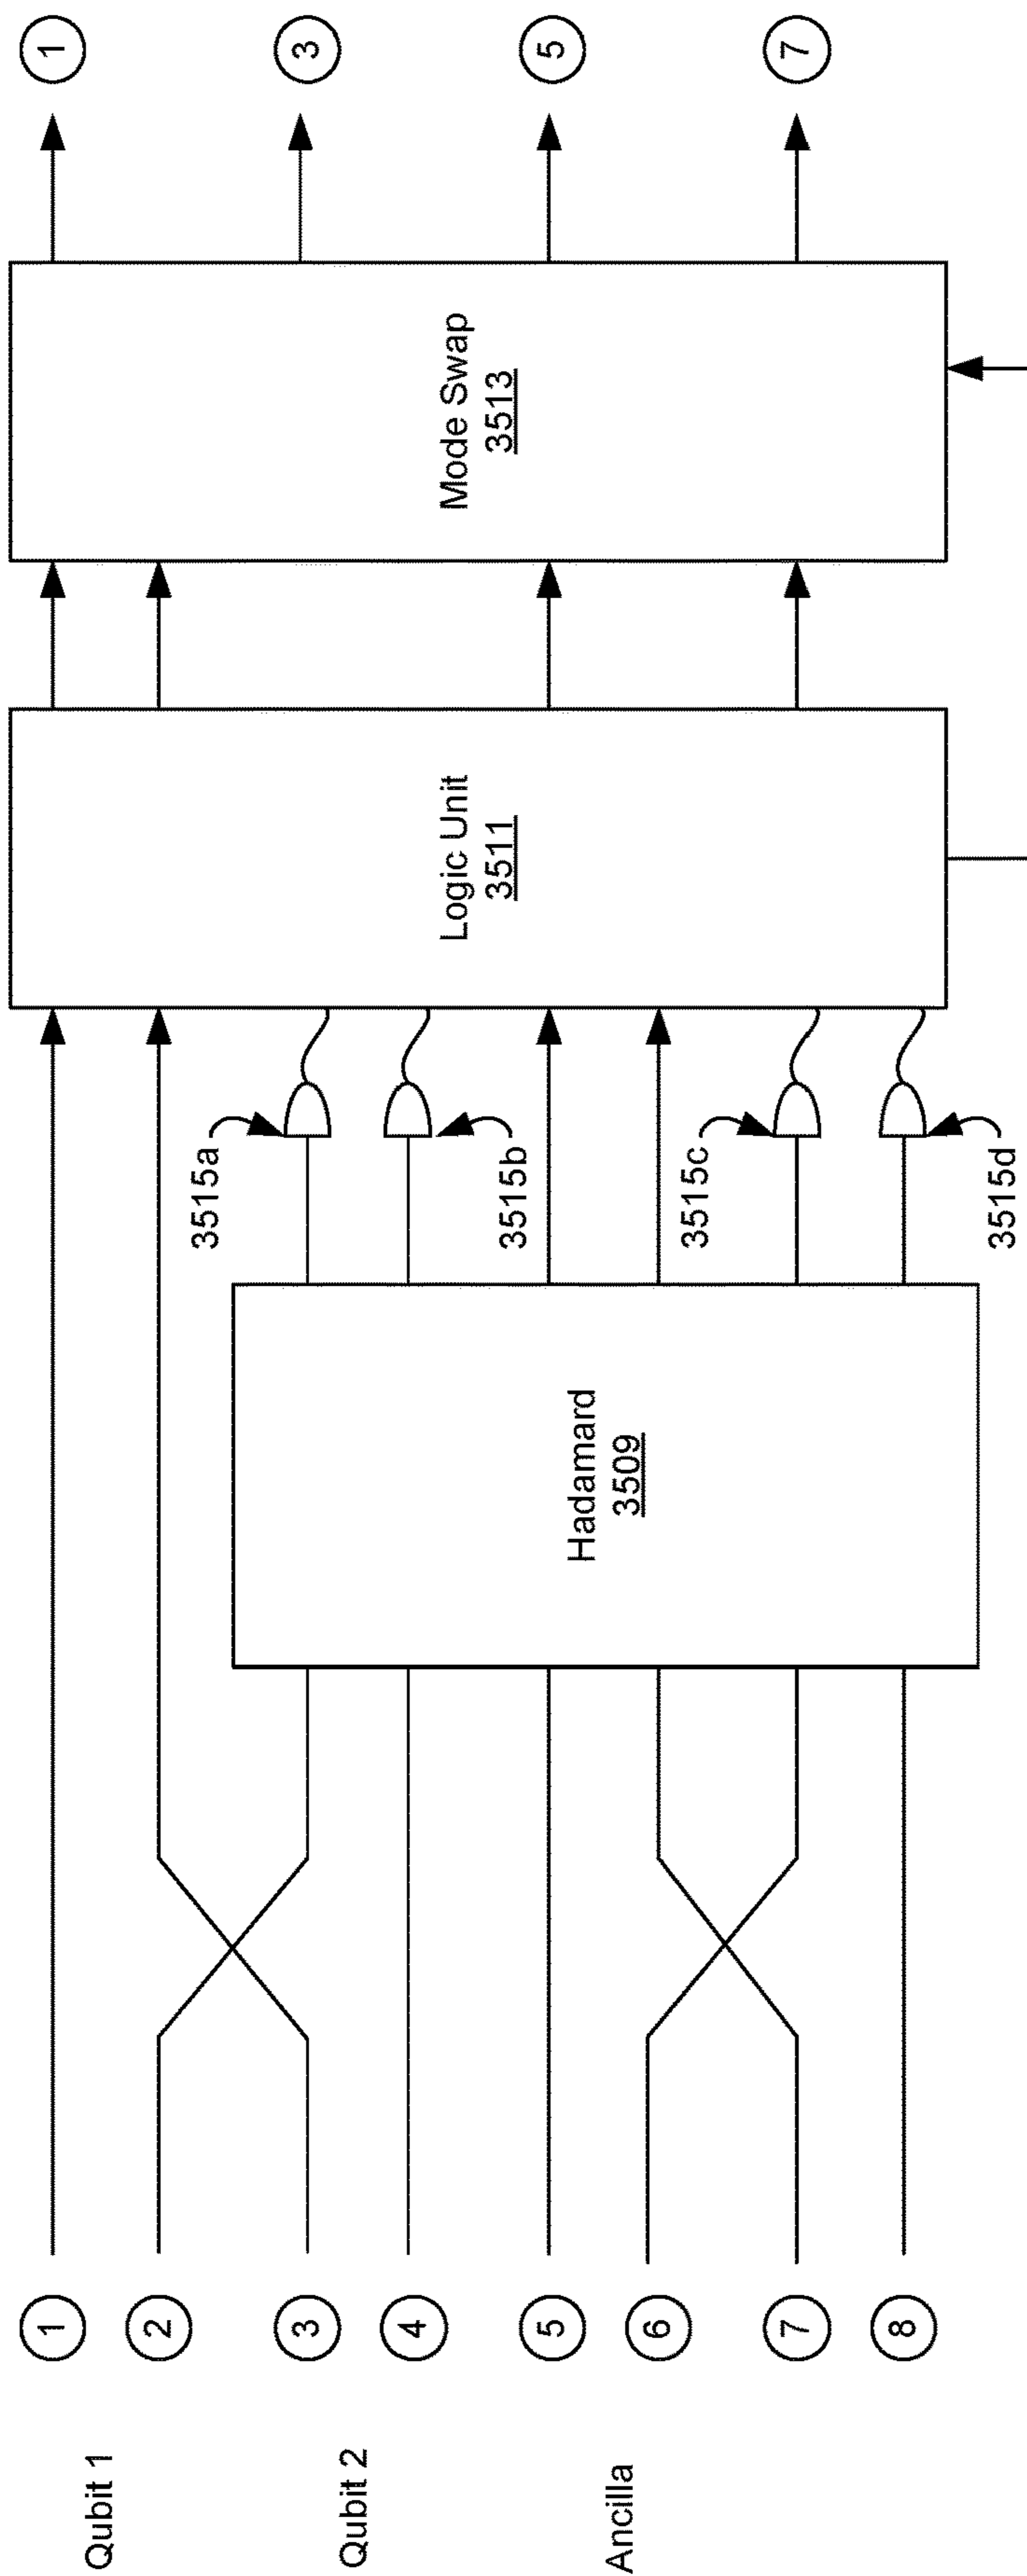 Qubit 1
Qubit 2
Ancilla
1
2
3
4
5
6
7
8
Hadamard
3509
3515a
3515b
3515c
3515d
Logic Unit
3511
Mode Swap
3513
1
3
5
7